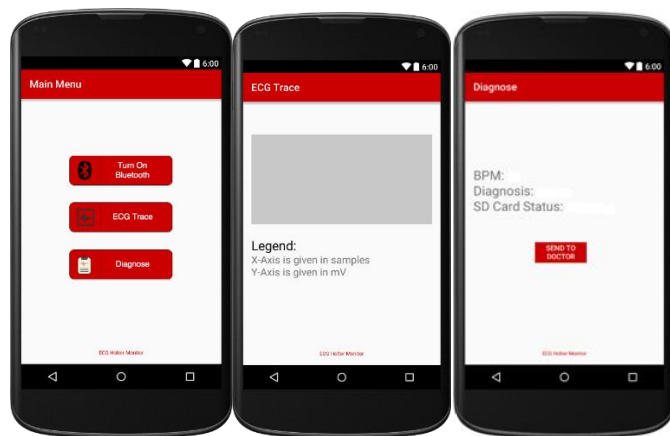 6:00
Main Menu
Turn On
Bluetooth
ECG Trace
Diagnose
ECG Holter Monitor
6:00
ECG Trace
Legend:
X-Axis is given in samples
Y-Axis is given in mV
ECG Holter Monitor
6:00
Diagnose
BPM:
Diagnosis:
SD Card Status:
SEND TO
DOCTOR
ECG Holter Monitor